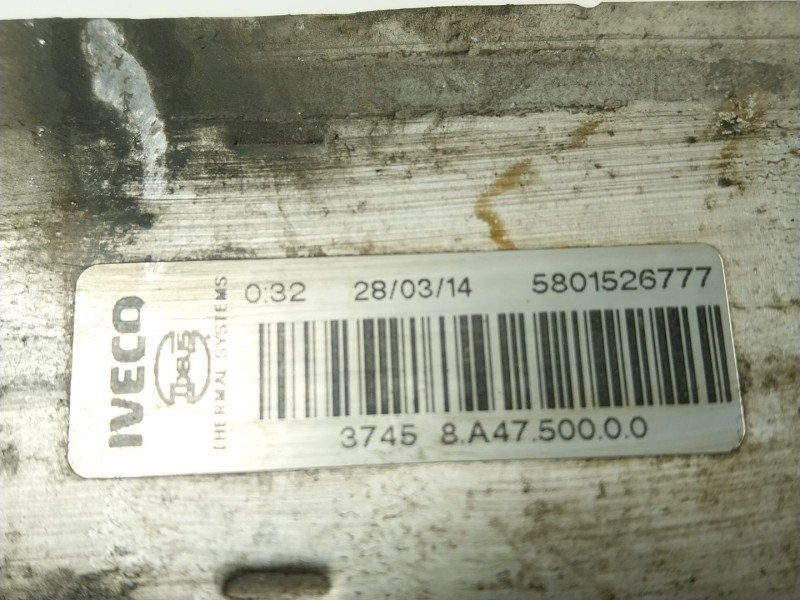 IVECO
THERMAL SYSTEMS
0:32 28/03/14 5801526777
3745 8.A47.500.0.0